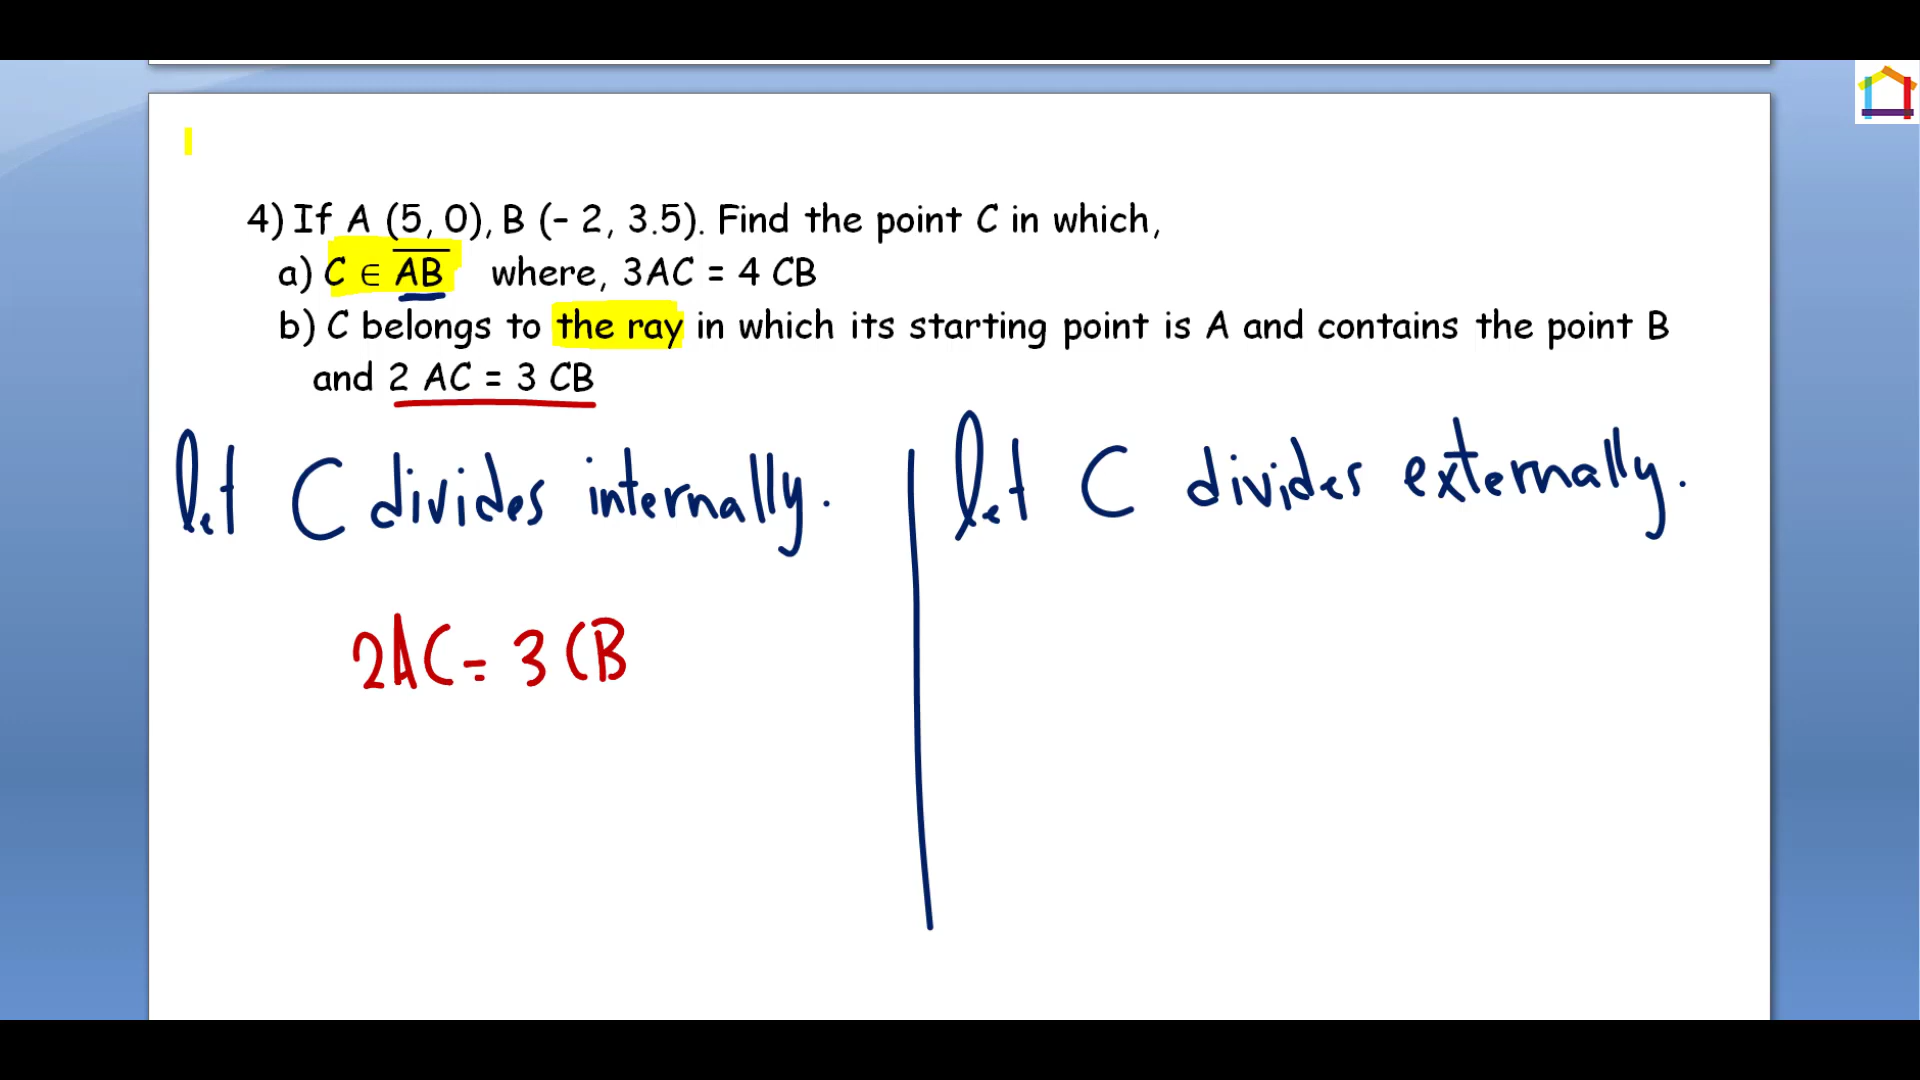 4) If A (5, 0), B (– 2, 3.5). Find the point C in which,
a) C ∈ A̅B̅ where, 3AC = 4 CB
b) C belongs to the ray in which its starting point is A and contains the point B
and 2 AC = 3 CB
let C divides internally.
2AC = 3 CB
let C divides externally.